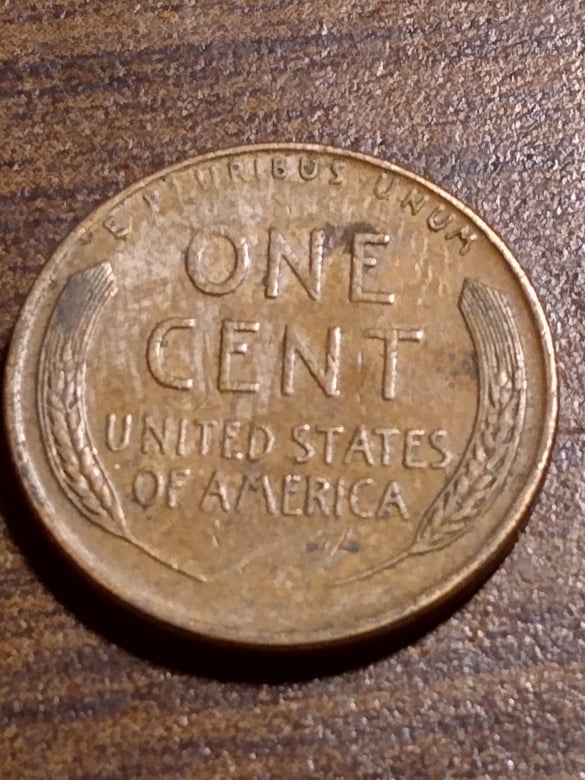 E PLURIBUS UNUM
ONE
CENT
UNITED STATES
OF AMERICA